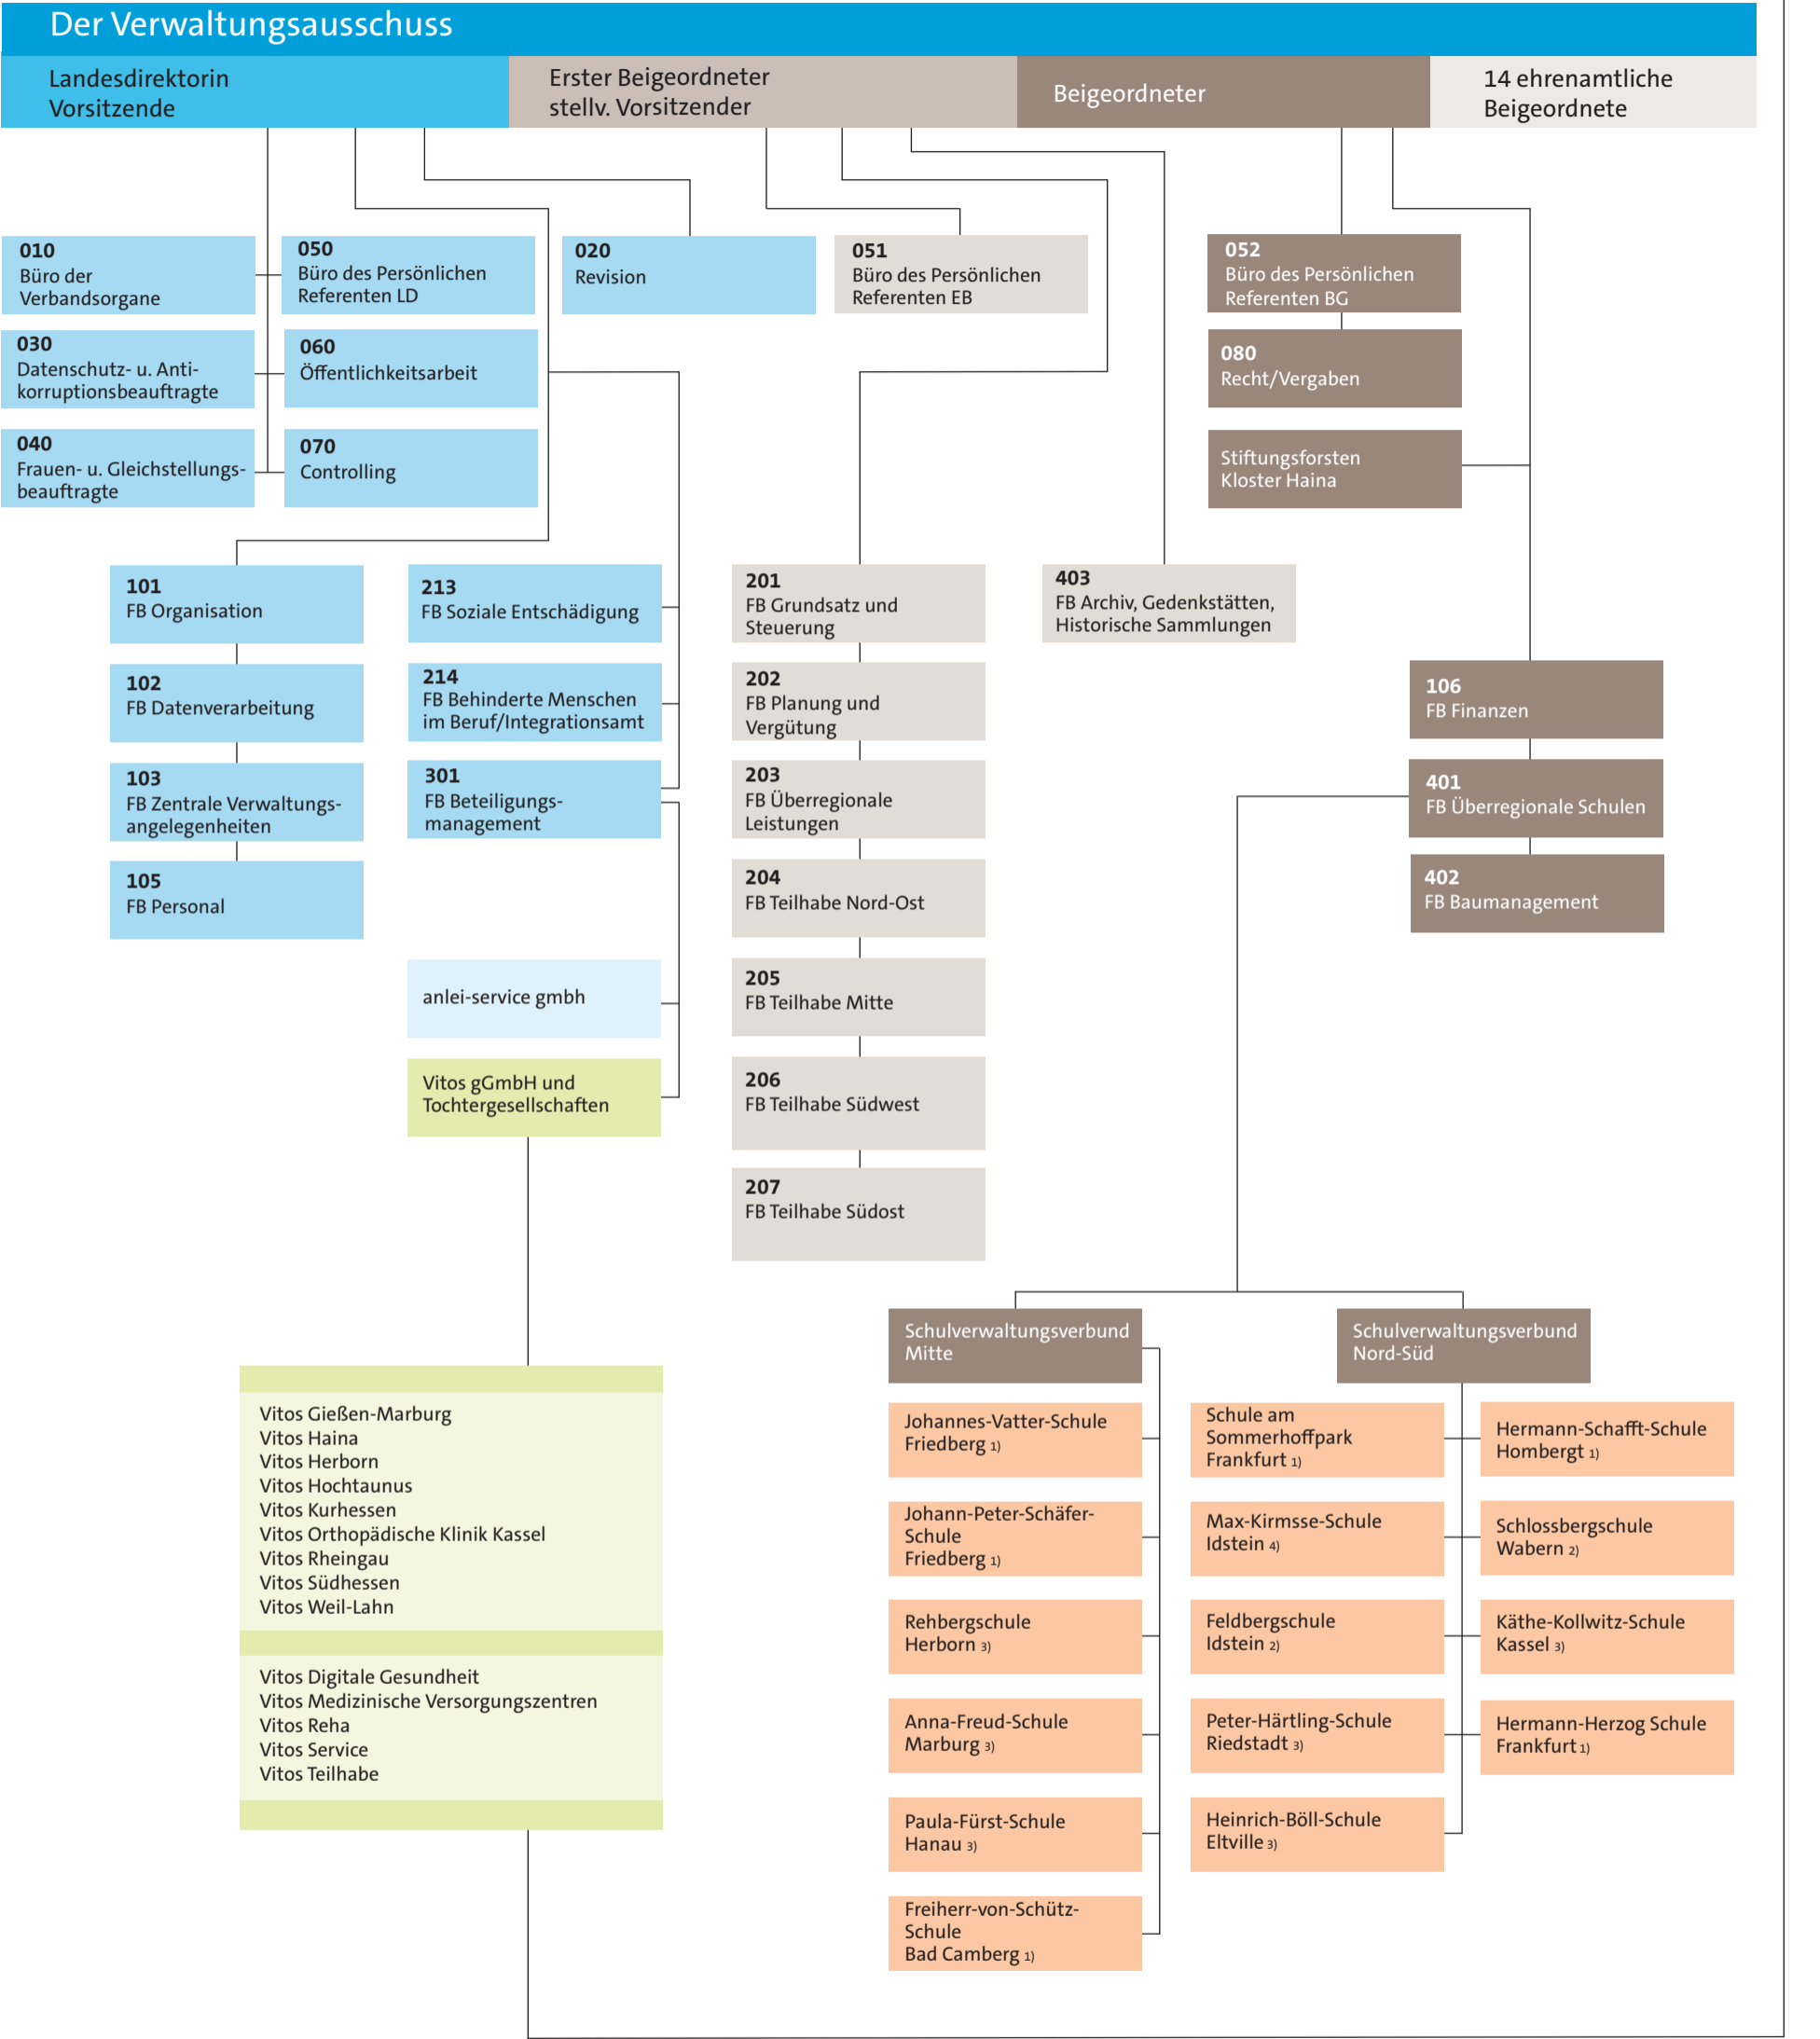 Der Verwaltungsausschuss
Landesdirektorin
Vorsitzende
Erster Beigeordneter
stellv. Vorsitzender
Beigeordneter
14 ehrenamtliche
Beigeordnete
010
Büro der
Verbandsorgane
050
Büro des Persönlichen
Referenten LD
020
Revision
051
Büro des Persönlichen
Referenten EB
052
Büro des Persönlichen
Referenten BG
030
Datenschutz- u. Anti-
korruptionsbeauftragte
060
Öffentlichkeitsarbeit
080
Recht/Vergaben
040
Frauen- u. Gleichstellungs-
beauftragte
070
Controlling
Stiftungsforsten
Kloster Haina
101
FB Organisation
102
FB Datenverarbeitung
103
FB Zentrale Verwaltungs-
angelegenheiten
105
FB Personal
213
FB Soziale Entschädigung
214
FB Behinderte Menschen
im Beruf/Integrationsamt
301
FB Beteiligungs-
management
anlei-service gmbh
Vitos gGmbH und
Tochtergesellschaften
201
FB Grundsatz und
Steuerung
202
FB Planung und
Vergütung
203
FB Überregionale
Leistungen
204
FB Teilhabe Nord-Ost
205
FB Teilhabe Mitte
206
FB Teilhabe Südwest
207
FB Teilhabe Südost
403
FB Archiv, Gedenkstätten,
Historische Sammlungen
106
FB Finanzen
401
FB Überregionale Schulen
402
FB Baumanagement
Vitos Gießen-Marburg
Vitos Haina
Vitos Herborn
Vitos Hochtaunus
Vitos Kurhessen
Vitos Orthopädische Klinik Kassel
Vitos Rheingau
Vitos Südhessen
Vitos Weil-Lahn
Vitos Digitale Gesundheit
Vitos Medizinische Versorgungszentren
Vitos Reha
Vitos Service
Vitos Teilhabe
Schulverwaltungsverbund
Mitte
Johannes-Vatter-Schule
Friedberg 1)
Johann-Peter-Schäfer-
Schule
Friedberg 1)
Rehbergschule
Herborn 3)
Anna-Freud-Schule
Marburg 3)
Paula-Fürst-Schule
Hanau 3)
Freiherr-von-Schütz-
Schule
Bad Camberg 1)
Schulverwaltungsverbund
Nord-Süd
Schule am
Sommerhoffpark
Frankfurt 1)
Max-Kirmsse-Schule
Idstein 4)
Feldbergschule
Idstein 2)
Peter-Härtling-Schule
Riedstadt 3)
Heinrich-Böll-Schule
Eltville 3)
Hermann-Schafft-Schule
Hombergt 1)
Schlossbergschule
Wabern 2)
Käthe-Kollwitz-Schule
Kassel 3)
Hermann-Herzog Schule
Frankfurt 1)